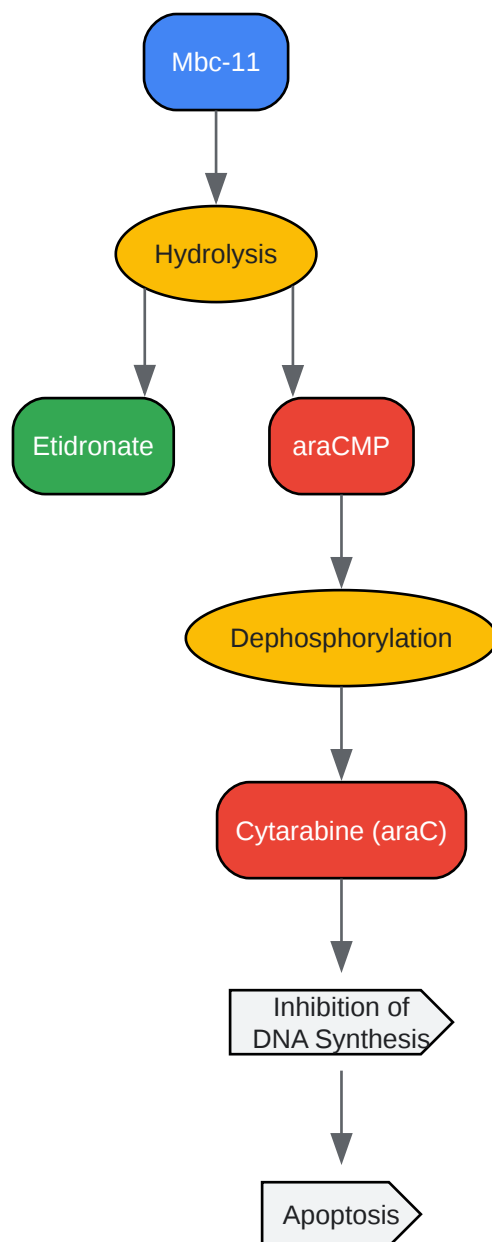 Mbc-11
Hydrolysis
Etidronate
araCMP
Dephosphorylation
Cytarabine (araC)
Inhibition of
DNA Synthesis
Apoptosis